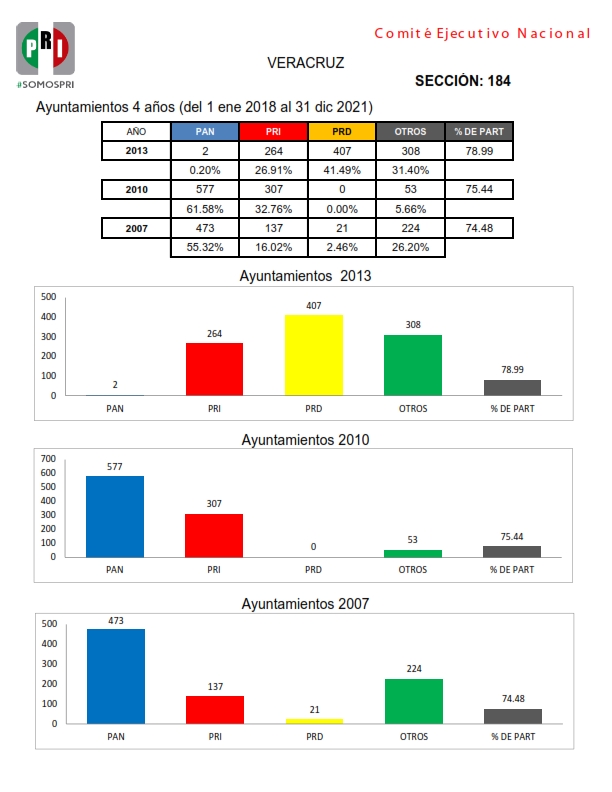 Comité Ejecutivo Nacional
PRI
#SOMOSPRI
VERACRUZ
SECCIÓN: 184
Ayuntamientos 4 años (del 1 ene 2018 al 31 dic 2021)
AÑO PAN PRI PRD OTROS % DE PART
2013 2 264 407 308 78.99
0.20% 26.91% 41.49% 31.40%
2010 577 307 0 53 75.44
61.58% 32.76% 0.00% 5.66%
2007 473 137 21 224 74.48
55.32% 16.02% 2.46% 26.20%
Ayuntamientos 2013
500
400
300
200
100
0
2
264
407
308
78.99
PAN PRI PRD OTROS % DE PART
Ayuntamientos 2010
700
600
500
400
300
200
100
0
577
307
0
53
75.44
PAN PRI PRD OTROS % DE PART
Ayuntamientos 2007
500
400
300
200
100
0
473
137
21
224
74.48
PAN PRI PRD OTROS % DE PART